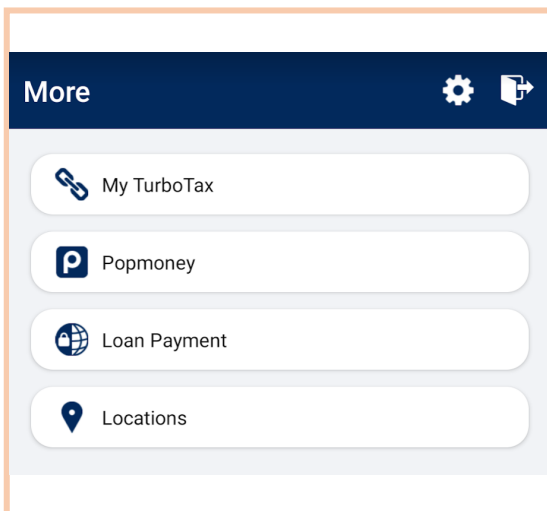 More
My TurboTax
Popmoney
Loan Payment
Locations